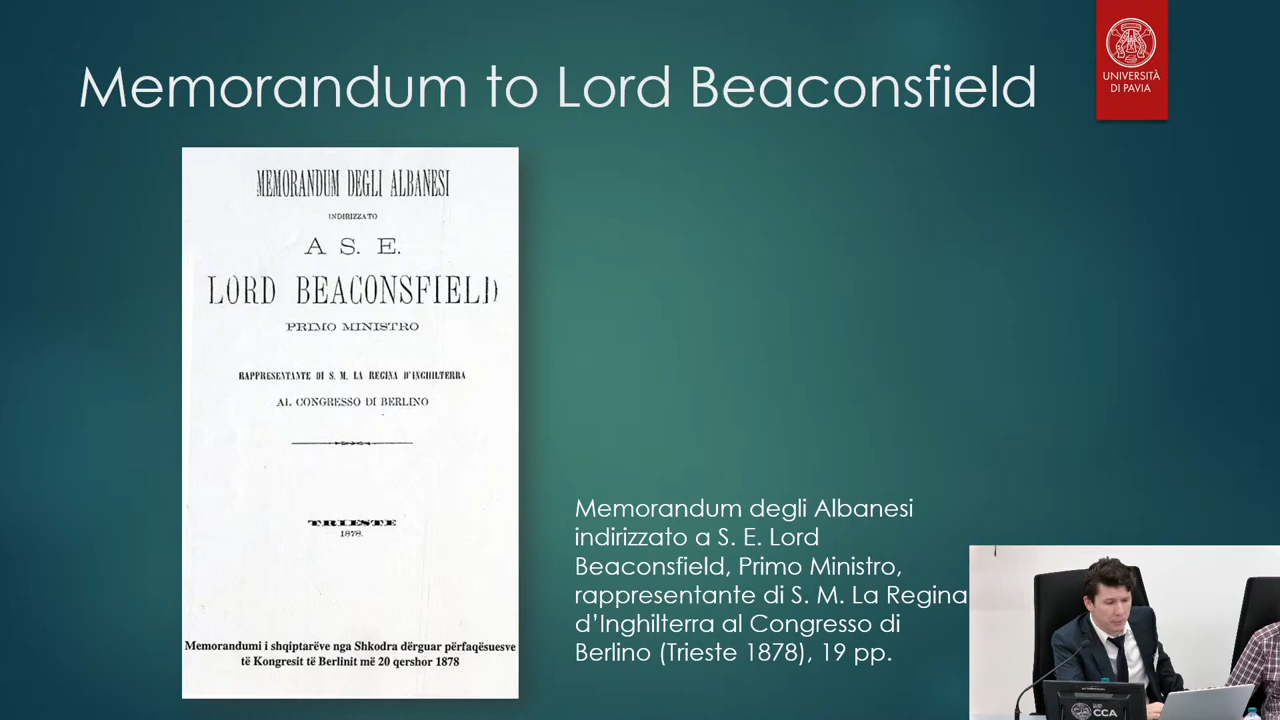 Memorandum to Lord Beaconsfield
UNIVERSITÀ
DI PAVIA
MEMORANDUM DEGLI ALBANESI
INDIRIZZATO
A S. E.
LORD BEACONSFIELD
PRIMO MINISTRO
RAPPRESENTANTE DI S. M. LA REGINA D'INGHILTERRA
AL CONGRESSO DI BERLINO
TRIESTE
1878.
Memorandumi i shqiptarëve nga Shkodra dërguar përfaqësuesve
të Kongresit të Berlinit më 20 qershor 1878
Memorandum degli Albanesi
indirizzato a S. E. Lord
Beaconsfield, Primo Ministro,
rappresentante di S. M. La Regina
d’Inghilterra al Congresso di
Berlino (Trieste 1878), 19 pp.
CCA